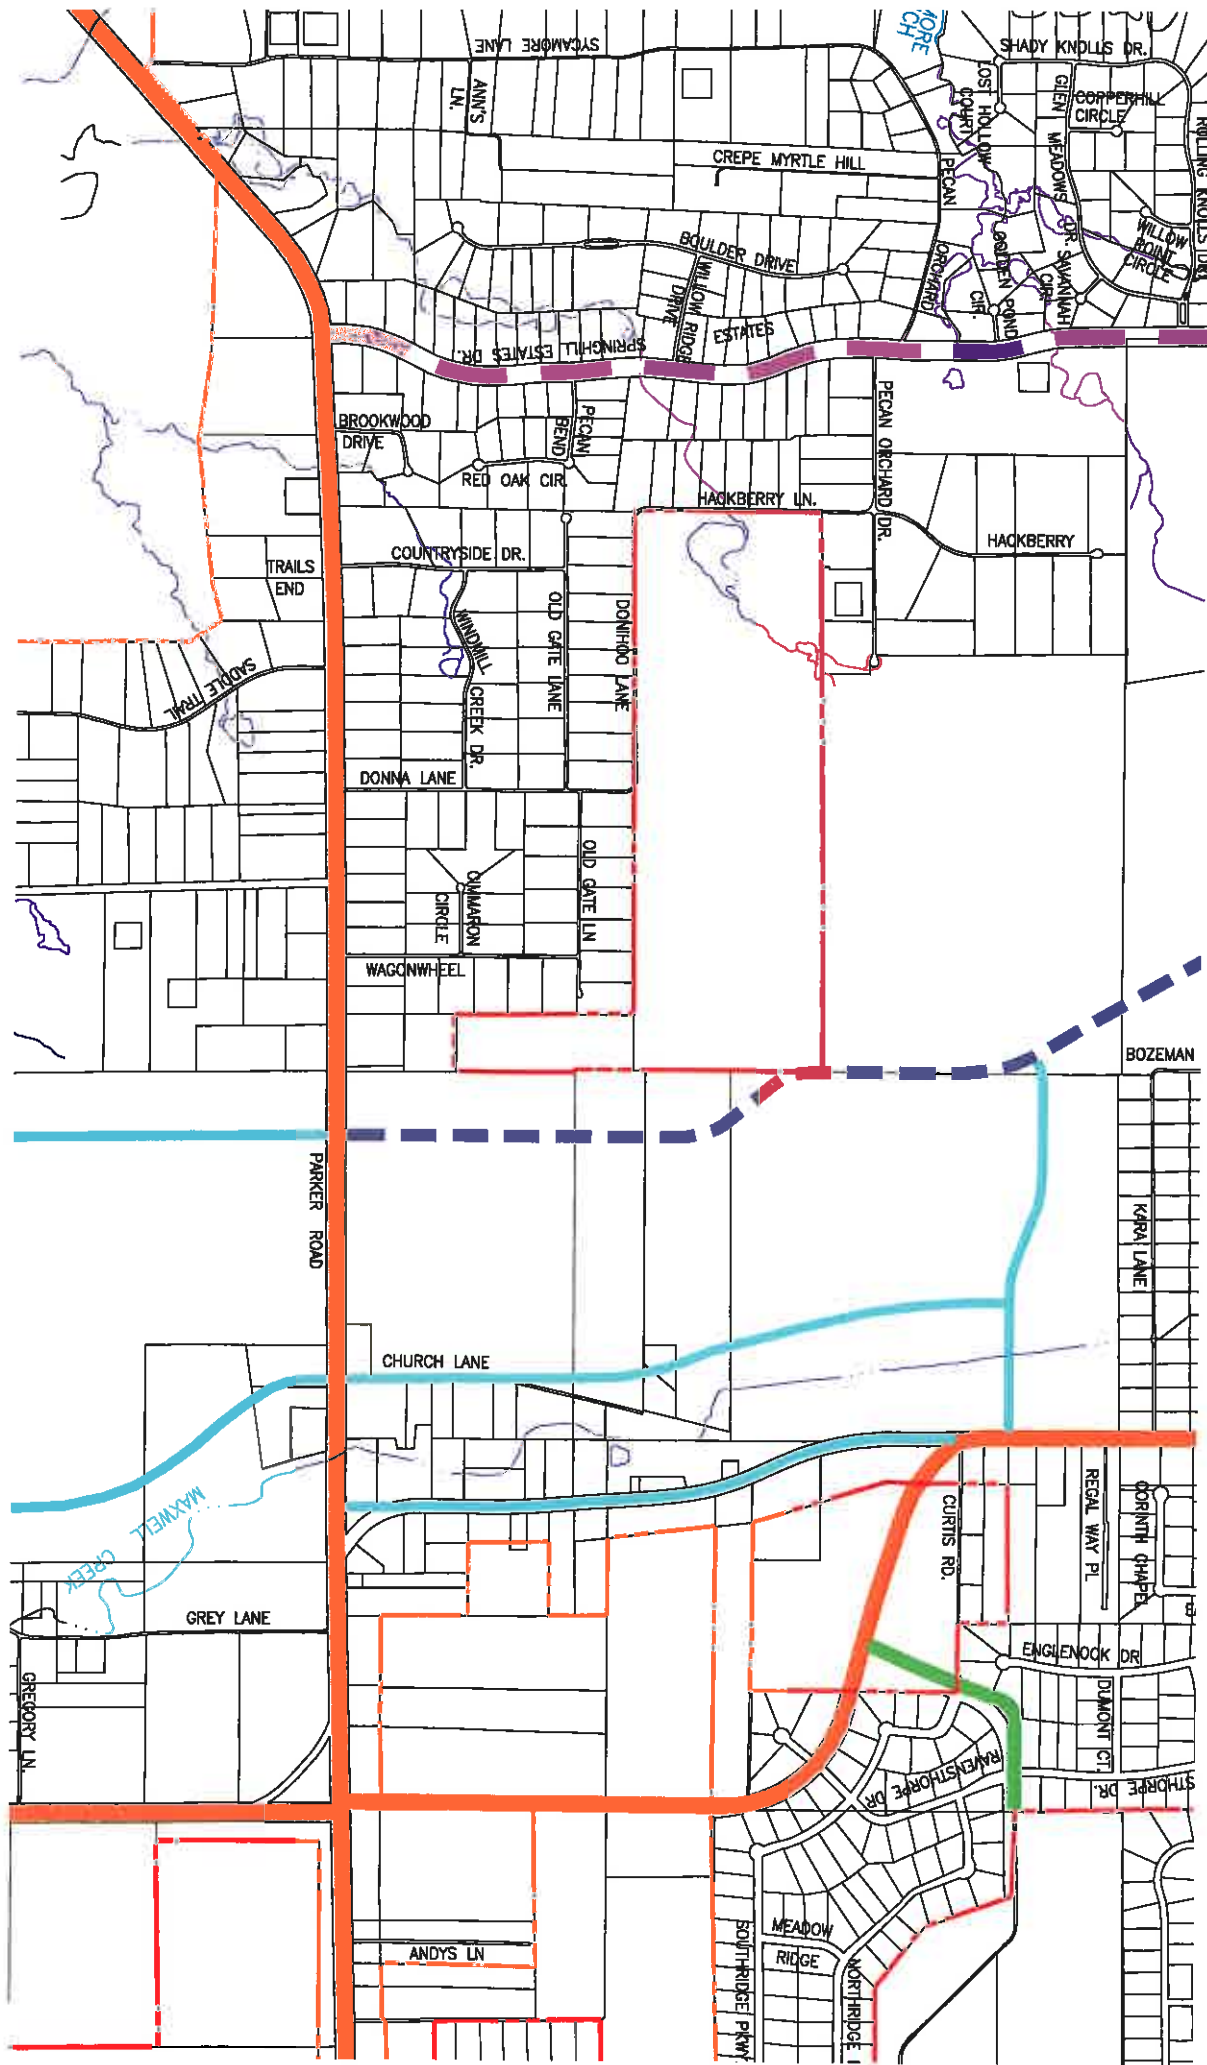 SYCAMORE LANE
MORE
CH
SHADY KNOLLS DR.
ANN'S
LN.
LOST HOLLOW
COURT
GLEN MEADOWS DR.
COPPERHILL
CIRCLE
ROLLING KNOLLS DR.
CREPE MYRTLE HILL
PECAN
ORCHARD
WILLOW
POINT
CIRCLE
BOULDER DRIVE
WILLOW RIDGE
DRIVE
GOLDEN POND
CIR.
SAVANNAH
CIR.
SPRINGHILL ESTATES DR.
ESTATES
BROOKWOOD
DRIVE
PECAN
BEND
PECAN ORCHARD DR.
RED OAK CIR.
HACKBERRY LN.
HACKBERRY
COUNTRYSIDE DR.
TRAILS
END
WINDMILL
CREEK DR.
OLD GATE LANE
DONIHOO LANE
SADDLE TRAIL
DONNA LANE
OLD GATE LN
CIMMARON
CIRCLE
WAGONWHEEL
BOZEMAN
PARKER ROAD
KARA LANE
CHURCH LANE
MAXWELL
CREEK
CURTIS RD.
REGAL WAY PL
CORINTH CHAPEL
GREY LANE
ENGLENOOK DR
GREGORY LN.
DUMONT CT.
RAVENSTHORPE DR
STHORPE DR.
MEADOW
RIDGE
ANDYS LN
SOUTHRIDGE PKWY
NORTHRIDGE